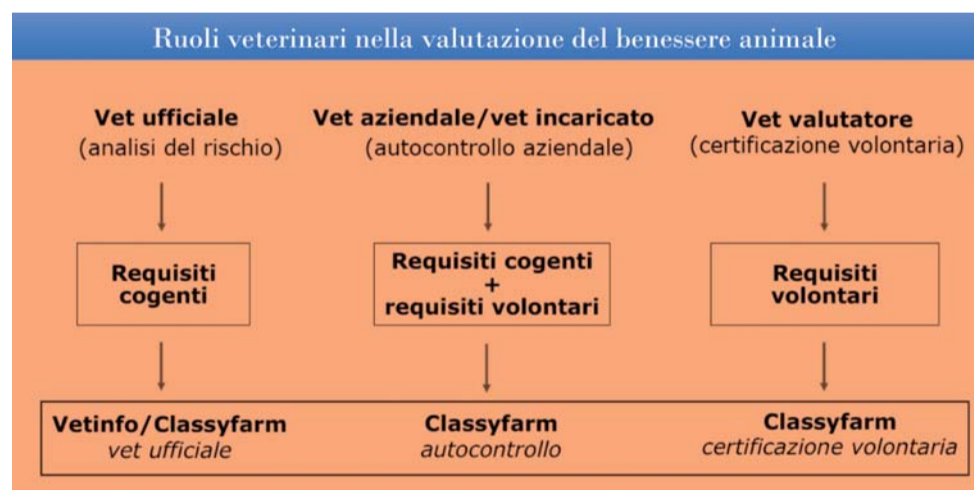 Ruoli veterinari nella valutazione del benessere animale
Vet ufficiale
(analisi del rischio)
Vet aziendale/vet incaricato
(autocontrollo aziendale)
Vet valutatore
(certificazione volontaria)
Requisiti
cogenti
Requisiti cogenti
+
requisiti volontari
Requisiti
volontari
Vetinfo/Classyfarm
vet ufficiale
Classyfarm
autocontrollo
Classyfarm
certificazione volontaria